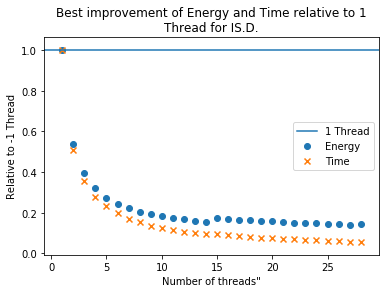 Best improvement of Energy and Time relative to 1
Thread for IS.D.
Relative to -1 Thread
1.0
0.8
0.6
0.4
0.2
0.0
1 Thread
Energy
Time
0
5
10
15
20
25
Number of threads"